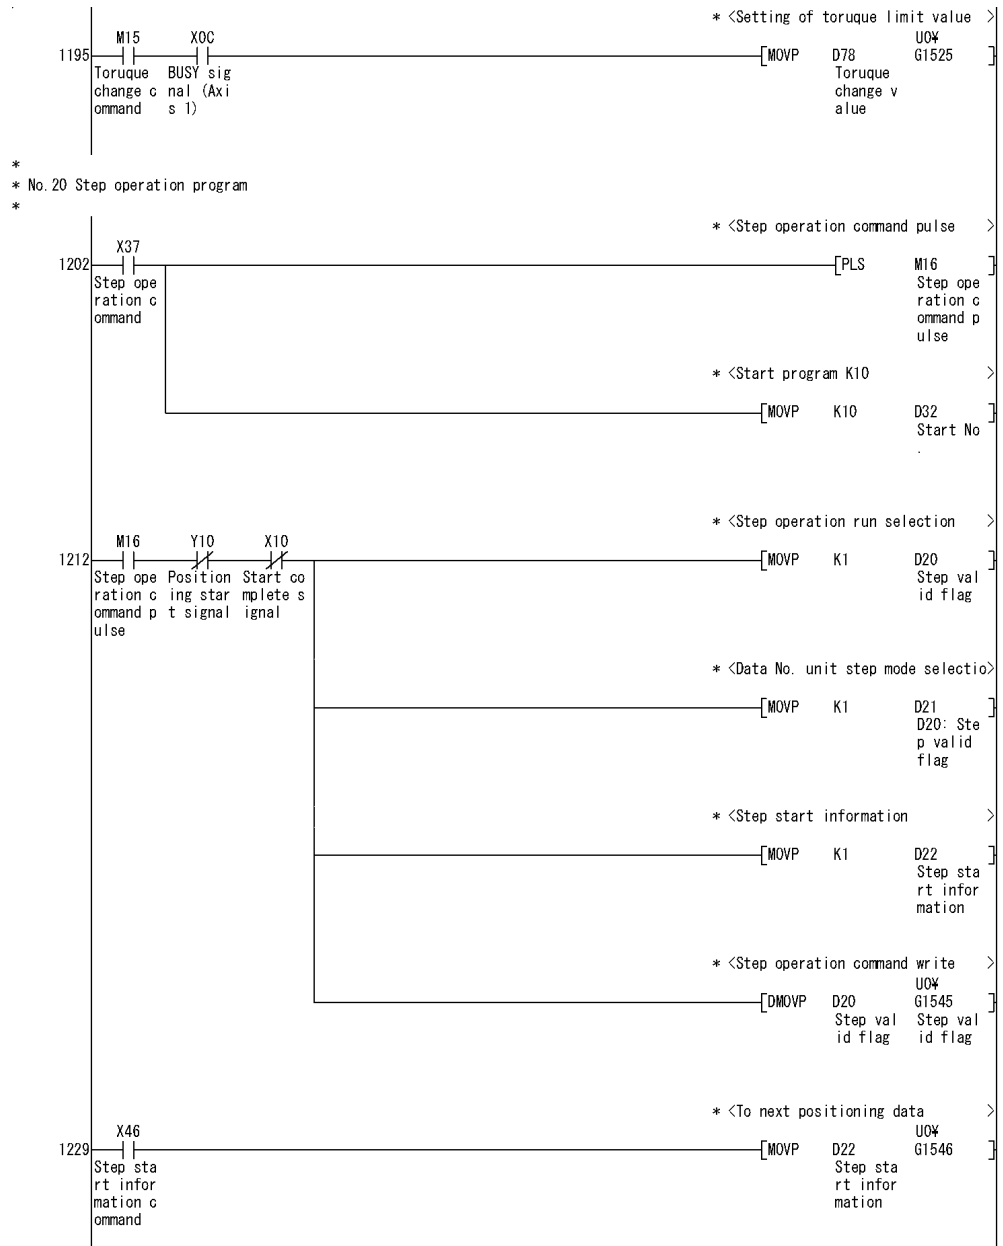 * <Setting of toruque limit value >
M15 X0C U0¥
1195 [MOVP D78 G1525 ]
Toruque BUSY sig Toruque
change c nal (Axi change v
ommand s 1) alue
*
* No.20 Step operation program
*
* <Step operation command pulse >
X37
1202 [PLS M16 ]
Step ope Step ope
ration c ration c
ommand ommand p
ulse
* <Start program K10 >
[MOVP K10 D32 ]
Start No
.
* <Step operation run selection >
M16 Y10 X10
1212 [MOVP K1 D20 ]
Step ope Position Start co Step val
ration c ing star mplete s id flag
ommand p t signal ignal
ulse
* <Data No. unit step mode selectio>
[MOVP K1 D21 ]
D20: Ste
p valid
flag
* <Step start information >
[MOVP K1 D22 ]
Step sta
rt infor
mation
* <Step operation command write >
U0¥
[DMOVP D20 G1545 ]
Step val Step val
id flag id flag
* <To next positioning data >
X46 U0¥
1229 [MOVP D22 G1546 ]
Step sta Step sta
rt infor rt infor
mation c mation
ommand